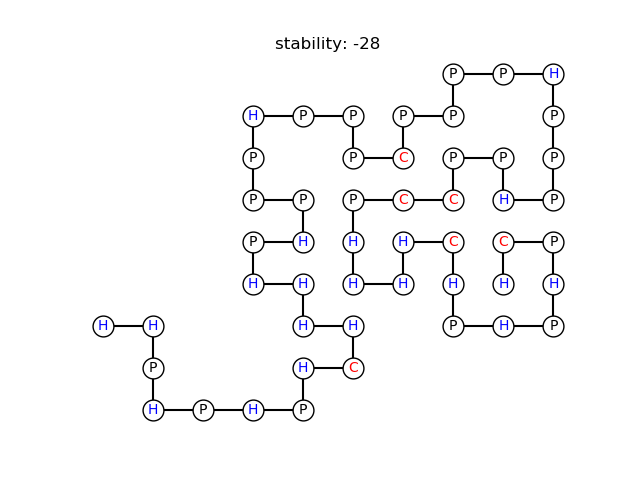 stability: -28
P P H
H P P P P P
P P C P P P
P P P C C H P
P H H H C C P
H H H H H H H
H H H H P H P
P H C
H P H P